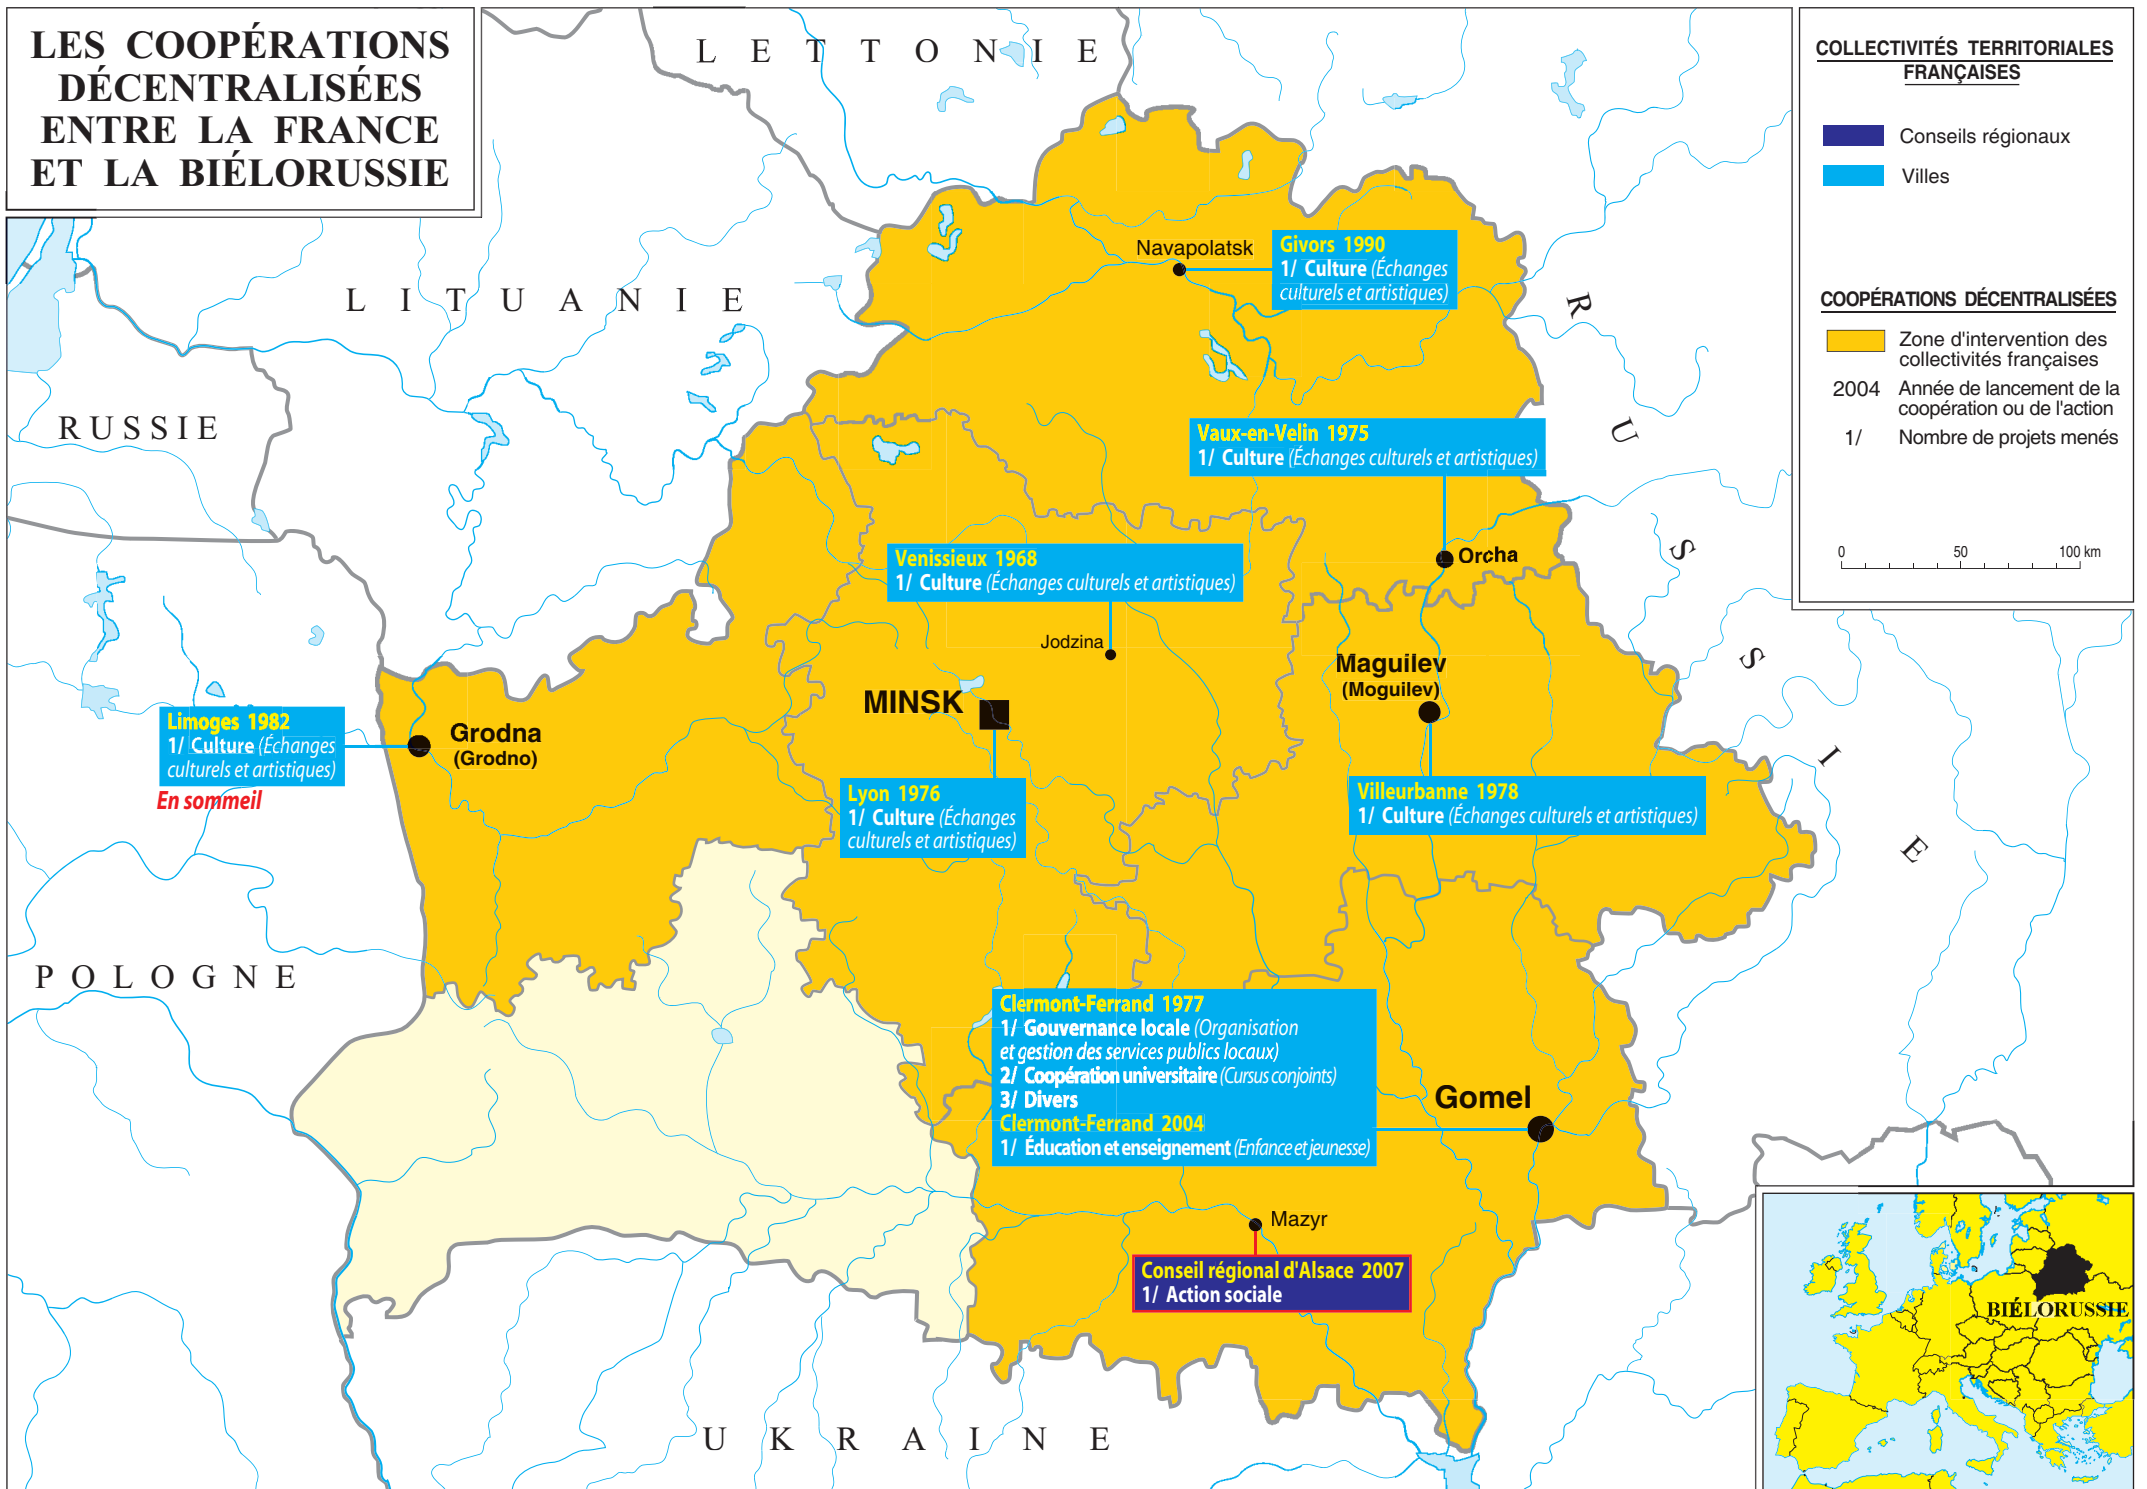 LES COOPÉRATIONS
DÉCENTRALISÉES
ENTRE LA FRANCE
ET LA BIÉLORUSSIE
LETTONIE
LITUANIE
RUSSIE
POLOGNE
UKRAINE
RUSSIE
Navapolatsk
Givors 1990
1/ Culture (Échanges
culturels et artistiques)
Vaux-en-Velin 1975
1/ Culture (Échanges culturels et artistiques)
Orcha
Venissieux 1968
1/ Culture (Échanges culturels et artistiques)
Jodzina
MINSK
Lyon 1976
1/ Culture (Échanges
culturels et artistiques)
Maguilev
(Moguilev)
Villeurbanne 1978
1/ Culture (Échanges culturels et artistiques)
Limoges 1982
1/ Culture (Échanges
culturels et artistiques)
En sommeil
Grodna
(Grodno)
Clermont-Ferrand 1977
1/ Gouvernance locale (Organisation
et gestion des services publics locaux)
2/ Coopération universitaire (Cursus conjoints)
3/ Divers
Clermont-Ferrand 2004
1/ Éducation et enseignement (Enfance et jeunesse)
Gomel
Mazyr
Conseil régional d'Alsace 2007
1/ Action sociale
COLLECTIVITÉS TERRITORIALES
FRANÇAISES
Conseils régionaux
Villes
COOPÉRATIONS DÉCENTRALISÉES
Zone d'intervention des
collectivités françaises
2004 Année de lancement de la
coopération ou de l'action
1/ Nombre de projets menés
0 50 100 km
BIÉLORUSSIE